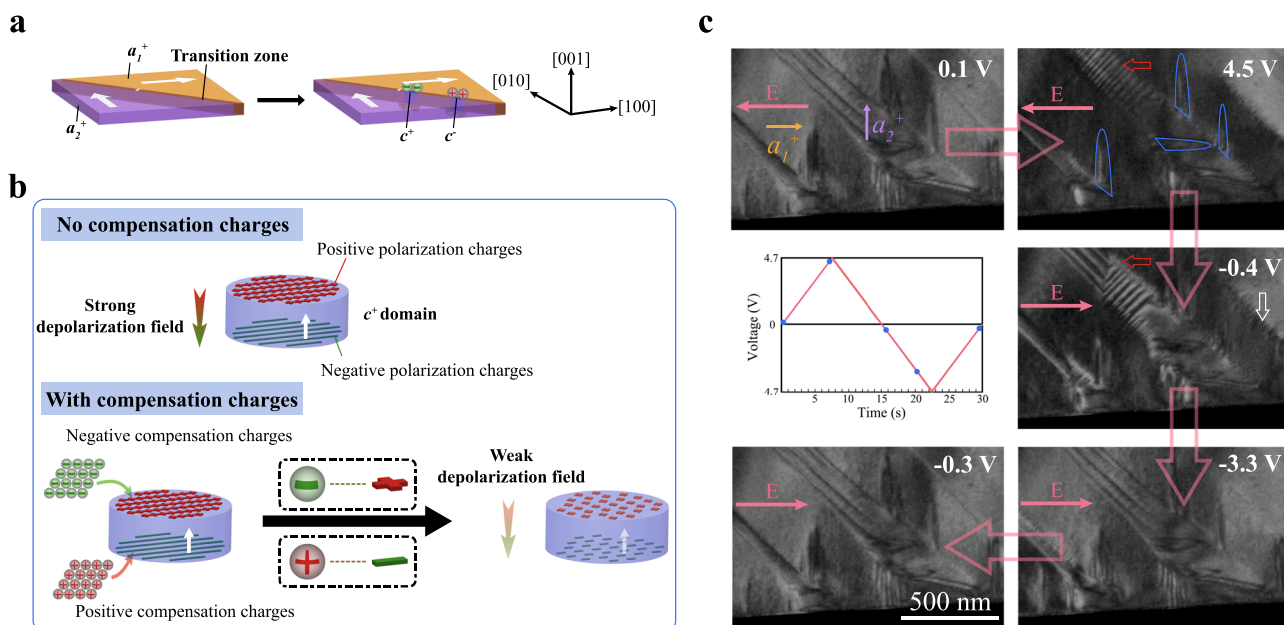 a
a1+
Transition zone
a2+
c+
c-
[001]
[010]
[100]
b
No compensation charges
Positive polarization charges
Strong
depolarization field
c+ domain
Negative polarization charges
With compensation charges
Negative compensation charges
Weak
depolarization field
Positive compensation charges
c
0.1 V
E
a1+
a2+
4.5 V
E
-0.4 V
E
4.7
0
4.7
Voltage (V)
5 10 15 20 25 30
Time (s)
-0.3 V
E
500 nm
-3.3 V
E